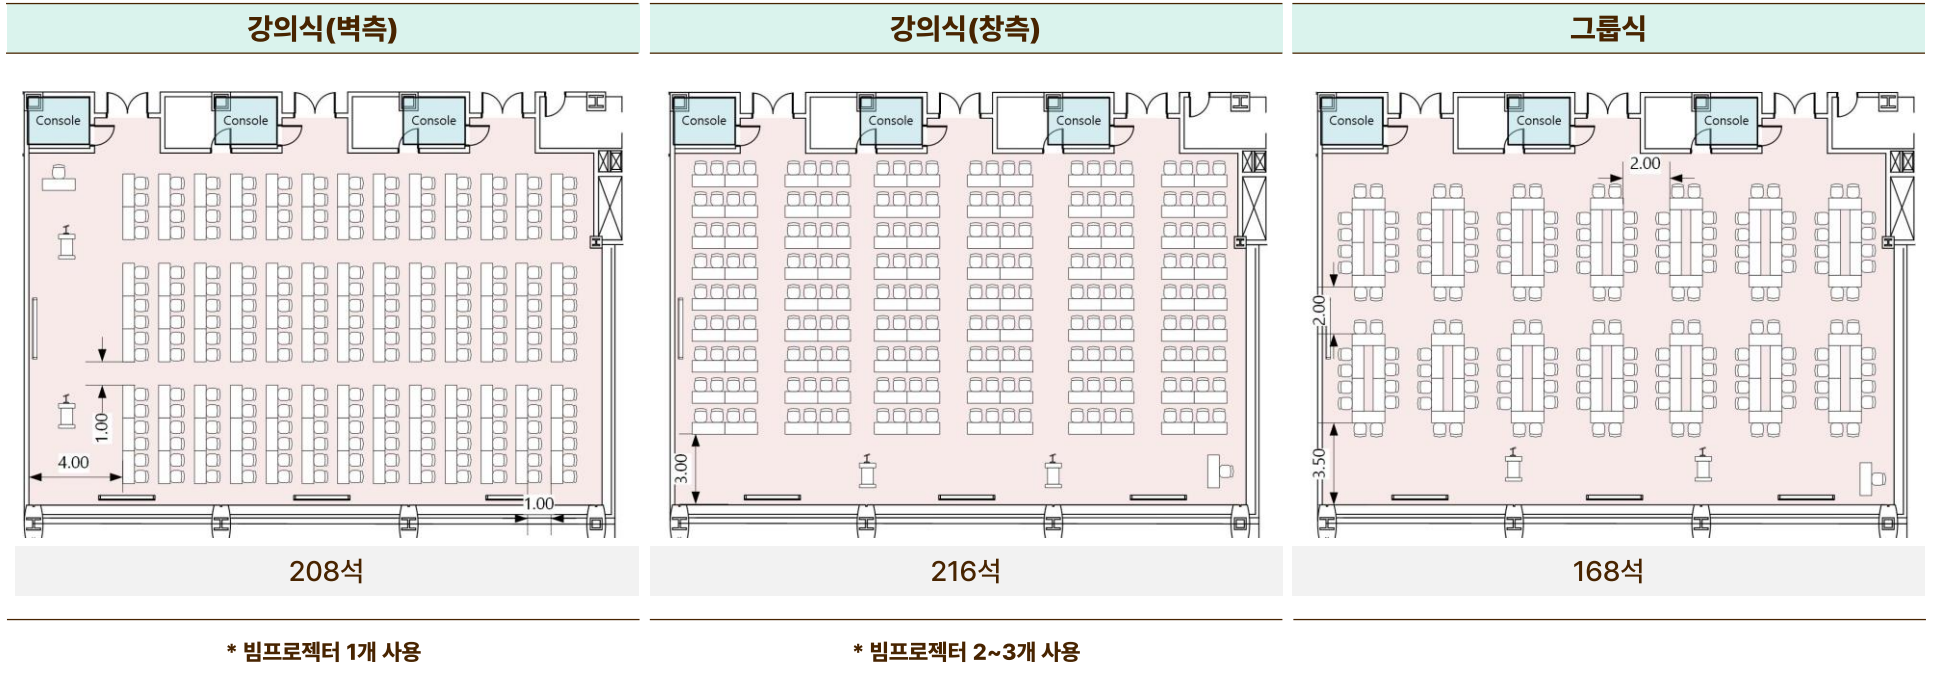 강의식(벽측)
Console
Console
Console
1.00
4.00
1.00
208석
* 빔프로젝터 1개 사용
강의식(창측)
Console
Console
Console
3.00
216석
* 빔프로젝터 2~3개 사용
그룹식
Console
Console
Console
2.00
2.00
3.50
168석